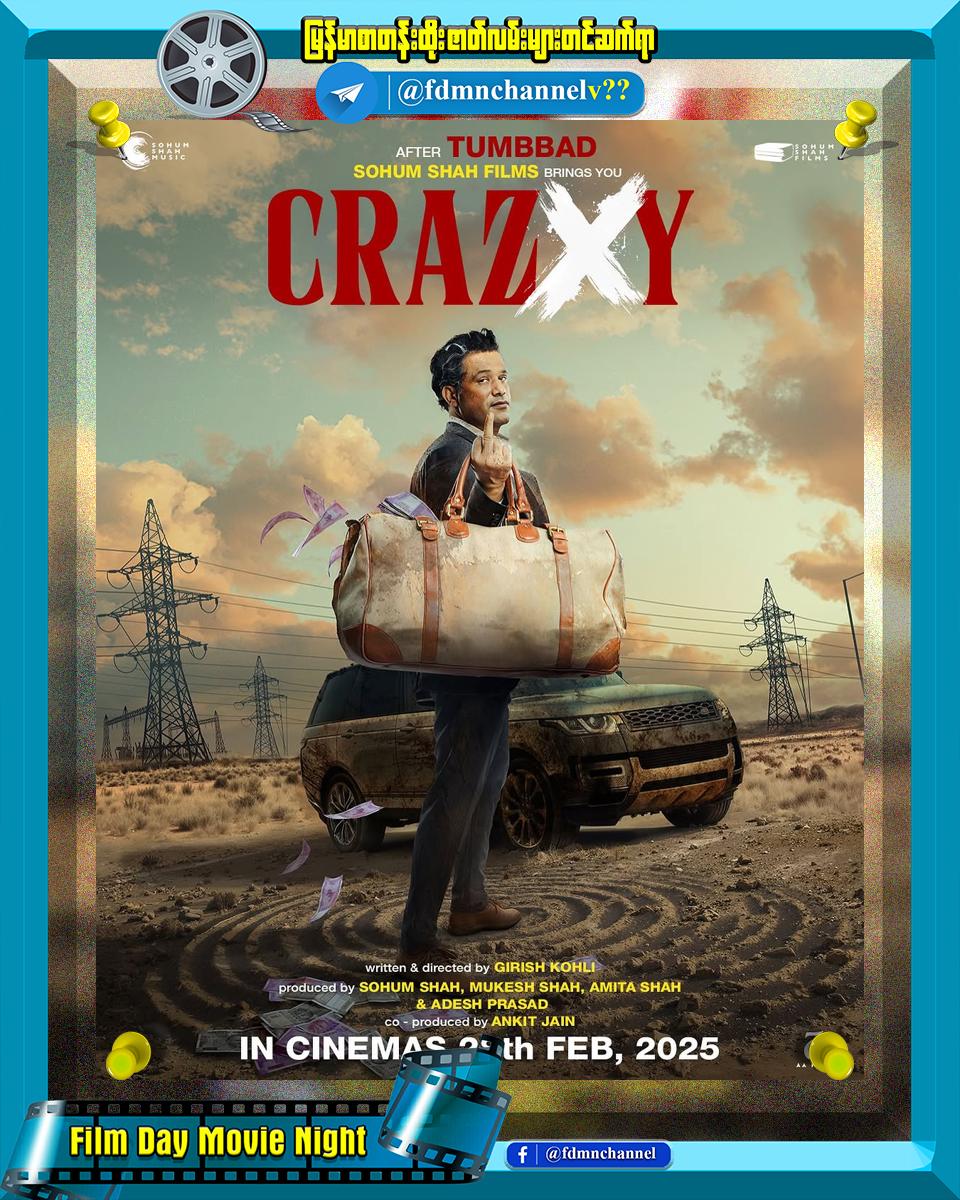 မြန်မာစာတန်းထိုးဇာတ်လမ်းများတင်ဆက်ရာ
@fdmnchannelv??
SOHUM
SHAH
MUSIC
SOHUM
SHAH
FILMS
AFTER TUMBBAD
SOHUM SHAH FILMS BRINGS YOU
CRAZXY
written & directed by GIRISH KOHLI
produced by SOHUM SHAH, MUKESH SHAH, AMITA SHAH
& ADESH PRASAD
co - produced by ANKIT JAIN
IN CINEMAS th FEB, 2025
Film Day Movie Night
@fdmnchannel